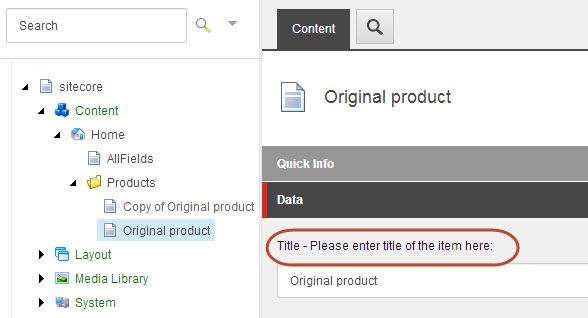 Search
sitecore
Content
Home
AllFields
Products
Copy of Original product
Original product
Layout
Media Library
System
Content
Original product
Quick Info
Data
Title - Please enter title of the item here:
Original product